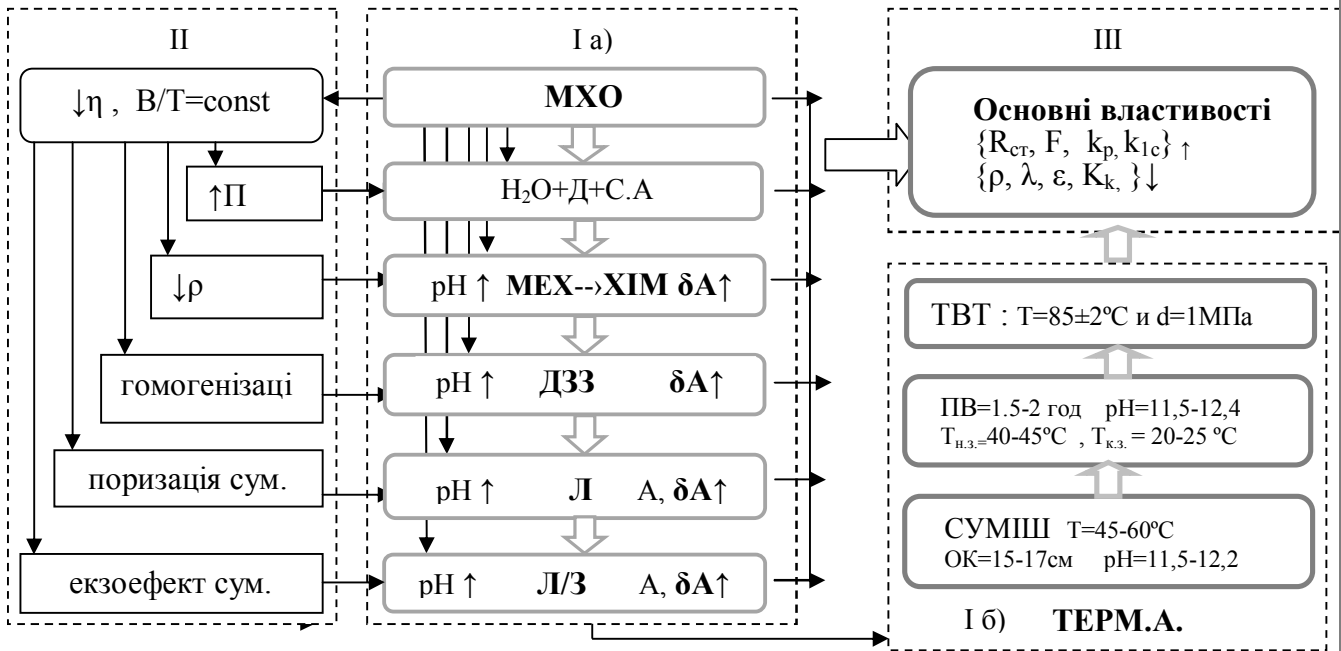 II
↓η , В/Т=const
↑П
↓ρ
гомогенізаці
поризація сум.
екзоефект сум.
I а)
МХО
H₂O+Д+С.А
pH ↑ МЕХ--›ХІМ δА↑
pH ↑ ДЗЗ δА↑
pH ↑ Л А, δА↑
pH ↑ Л/З А, δА↑
III
Основні властивості
{Rст, F, kр, k1c} ↑
{ρ, λ, ε, Kk, }↓
ТВТ : Т=85±2ºС и d=1МПа
ПВ=1.5-2 год pH=11,5-12,4
Тн.з.=40-45ºС , Тк.з. = 20-25 ºС
СУМІШ Т=45-60ºС
ОК=15-17см pH=11,5-12,2
I б) ТЕРМ.А.